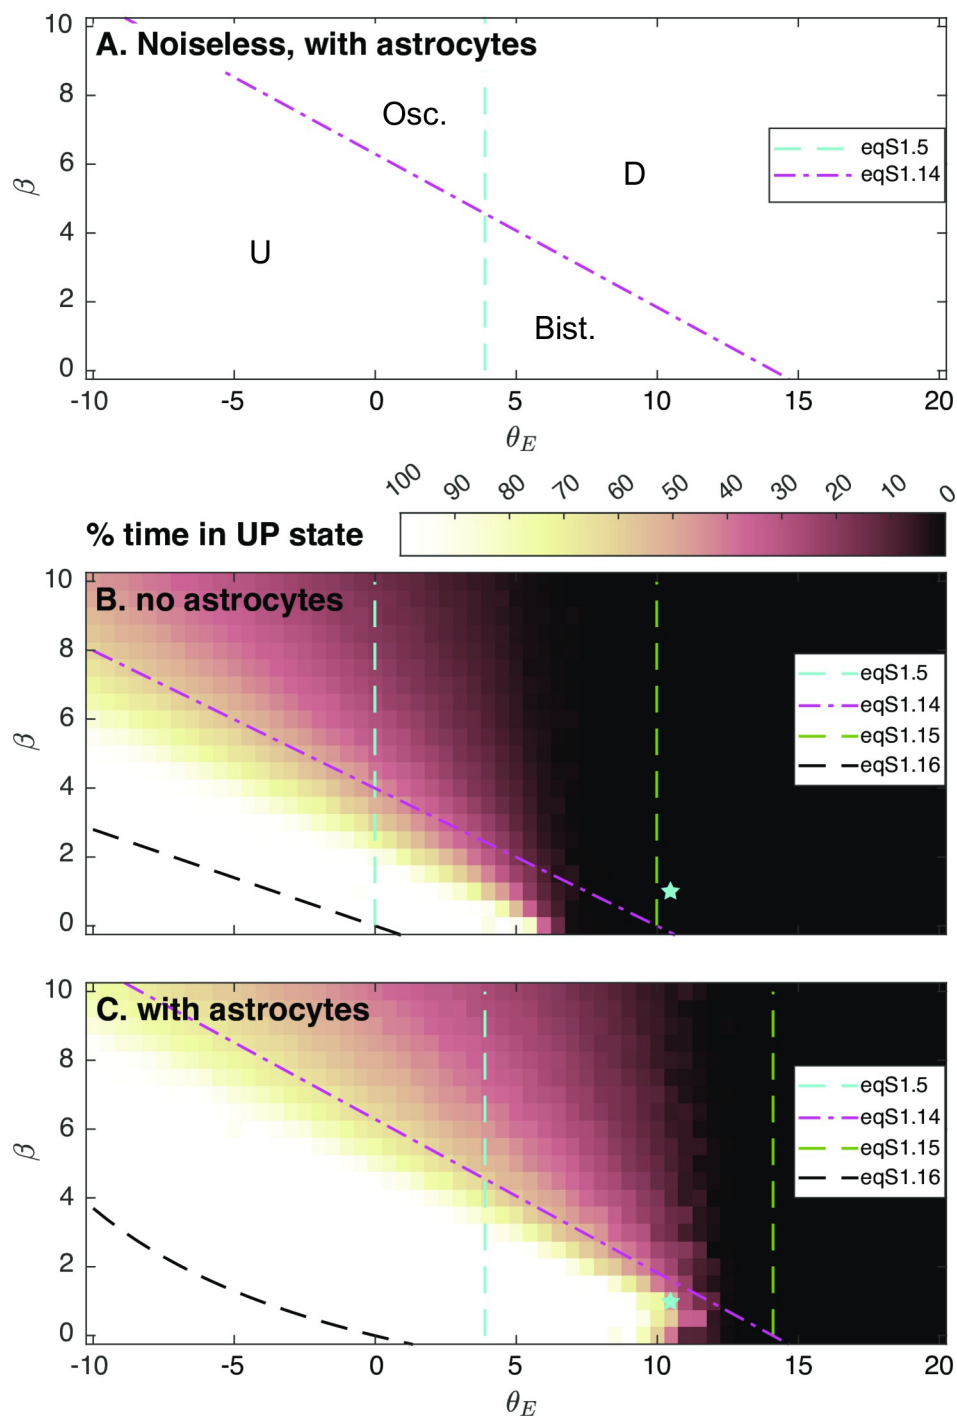 A. Noiseless, with astrocytes
10
8
6
4
2
0
β
Osc.
D
U
Bist.
eqS1.5
eqS1.14
-10 -5 0 5 10 15 20
θE
100 90 80 70 60 50 40 30 20 10 0
% time in UP state
B. no astrocytes
10
8
6
4
2
0
β
eqS1.5
eqS1.14
eqS1.15
eqS1.16
C. with astrocytes
10
8
6
4
2
0
β
eqS1.5
eqS1.14
eqS1.15
eqS1.16
-10 -5 0 5 10 15 20
θE